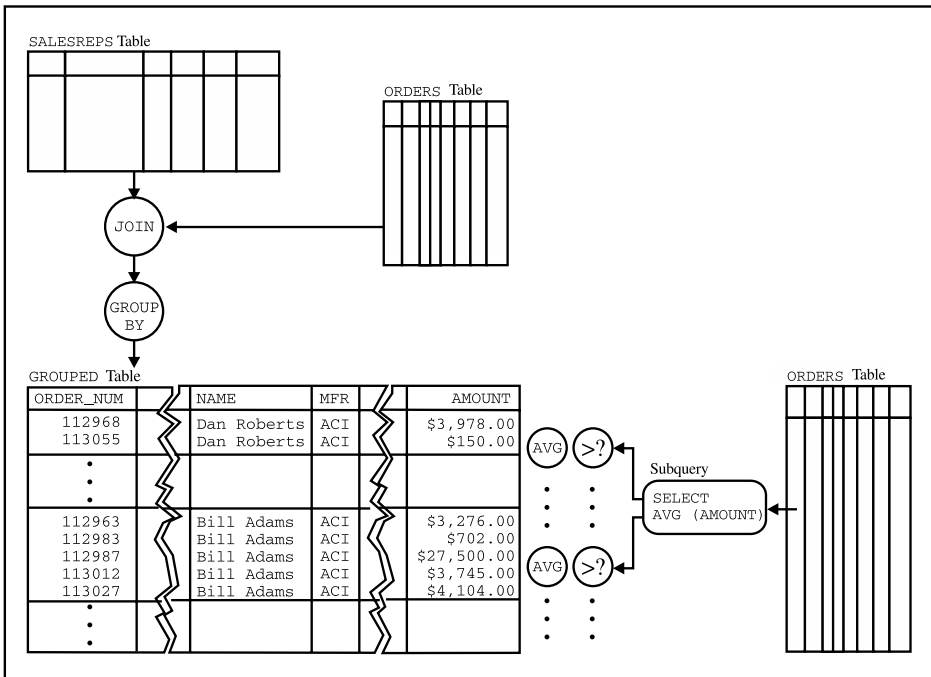 SALESREPS Table
ORDERS Table
JOIN
GROUP
BY
GROUPED Table
ORDER_NUM NAME MFR AMOUNT
112968 Dan Roberts ACI $3,978.00
113055 Dan Roberts ACI $150.00
112963 Bill Adams ACI $3,276.00
112983 Bill Adams ACI $702.00
112987 Bill Adams ACI $27,500.00
113012 Bill Adams ACI $3,745.00
113027 Bill Adams ACI $4,104.00
AVG >?
AVG >?
Subquery
SELECT
AVG (AMOUNT)
ORDERS Table